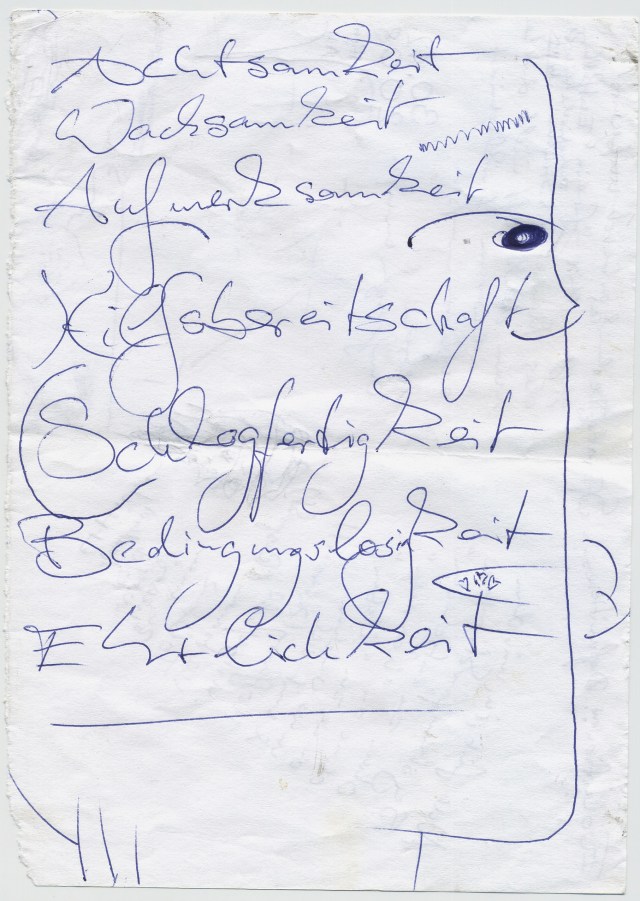 Achtsamkeit
Wachsamkeit
Aufmerksamkeit
Hilfsbereitschaft
Schlagfertigkeit
Bedingungslosigkeit
Ehrlichkeit